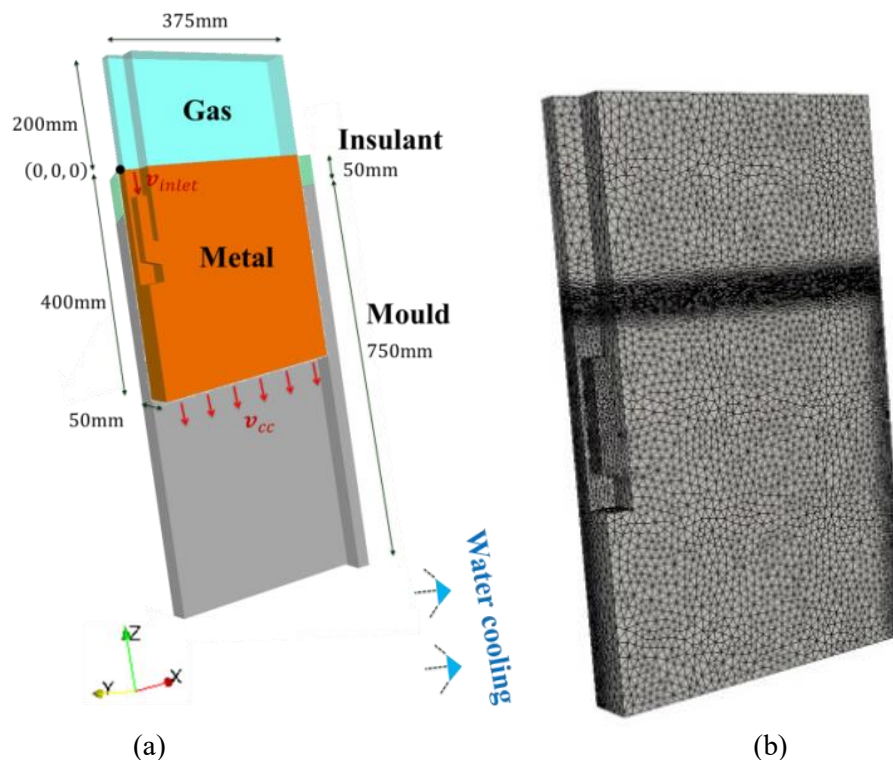 375mm
Gas
200mm
Insulant
50mm
(0, 0, 0)
v_inlet
Metal
400mm
Mould
750mm
50mm
v_cc
Water cooling
Z
Y
X
(a)
(b)